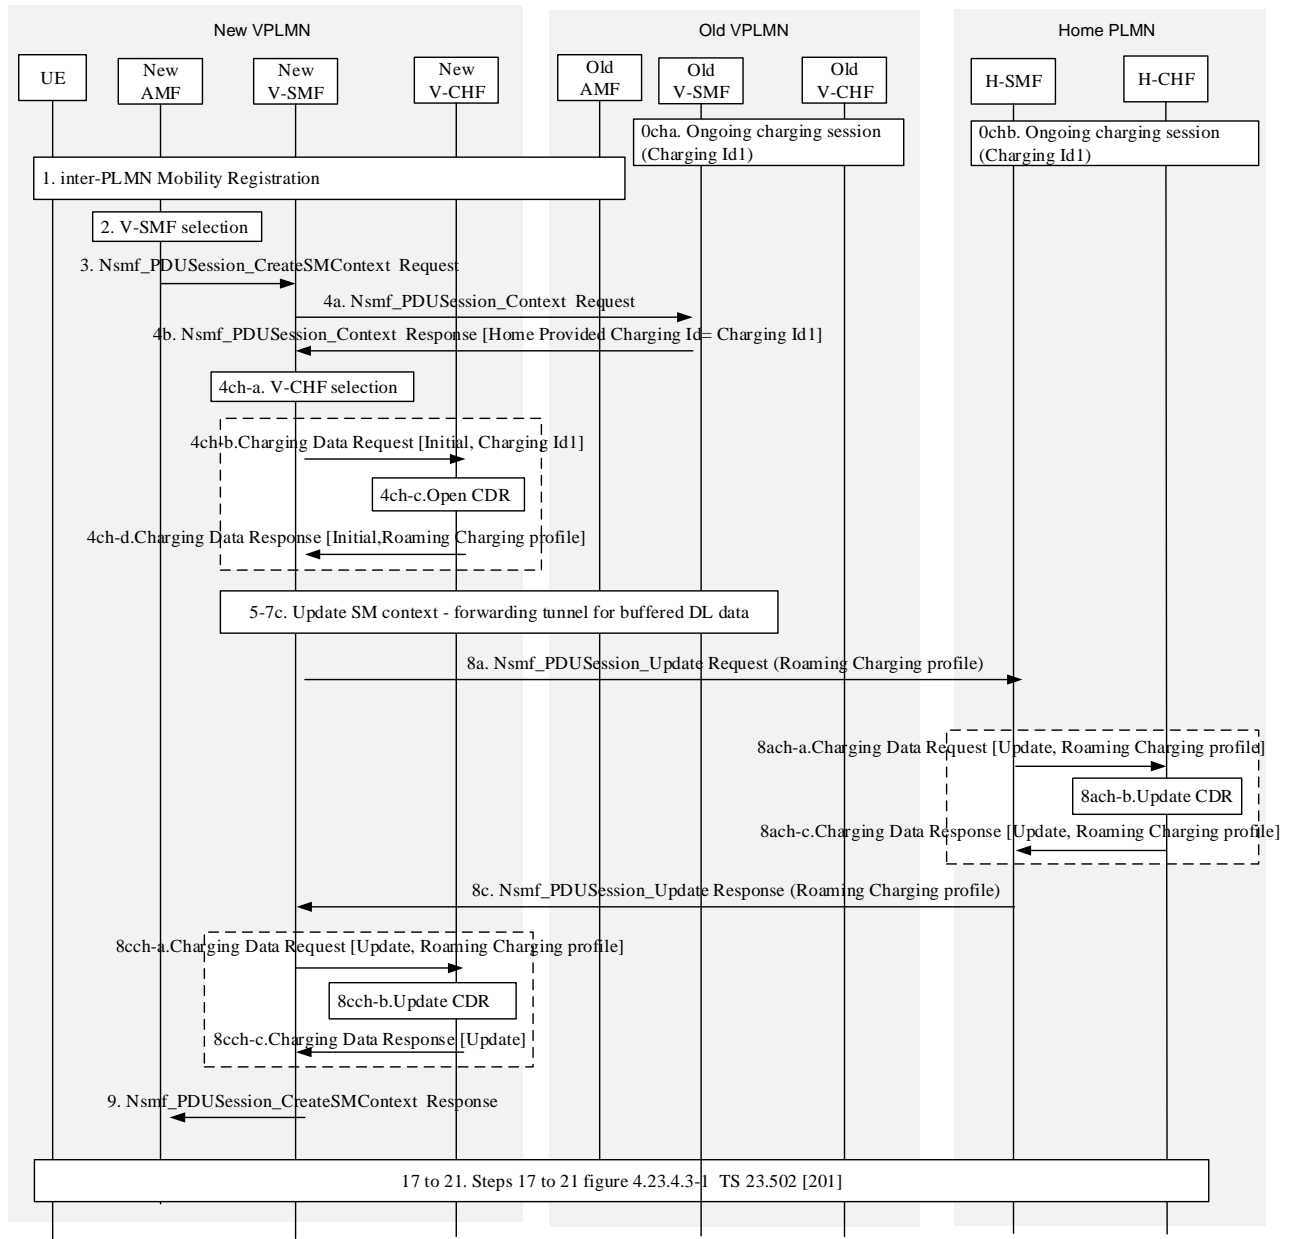 New VPLMN
Old VPLMN
Home PLMN
UE
New
AMF
New
V-SMF
New
V-CHF
Old
AMF
Old
V-SMF
Old
V-CHF
H-SMF
H-CHF
0cha. Ongoing charging session
(Charging Id1)
0chb. Ongoing charging session
(Charging Id1)
1. inter-PLMN Mobility Registration
2. V-SMF selection
3. Nsmf_PDUSession_CreateSMContext Request
4a. Nsmf_PDUSession_Context Request
4b. Nsmf_PDUSession_Context Response [Home Provided Charging Id= Charging Id1]
4ch-a. V-CHF selection
4ch-b.Charging Data Request [Initial, Charging Id1]
4ch-c.Open CDR
4ch-d.Charging Data Response [Initial,Roaming Charging profile]
5-7c. Update SM context - forwarding tunnel for buffered DL data
8a. Nsmf_PDUSession_Update Request (Roaming Charging profile)
8ach-a.Charging Data Request [Update, Roaming Charging profile]
8ach-b.Update CDR
8ach-c.Charging Data Response [Update, Roaming Charging profile]
8c. Nsmf_PDUSession_Update Response (Roaming Charging profile)
8cch-a.Charging Data Request [Update, Roaming Charging profile]
8cch-b.Update CDR
8cch-c.Charging Data Response [Update]
9. Nsmf_PDUSession_CreateSMContext Response
17 to 21. Steps 17 to 21 figure 4.23.4.3-1 TS 23.502 [201]